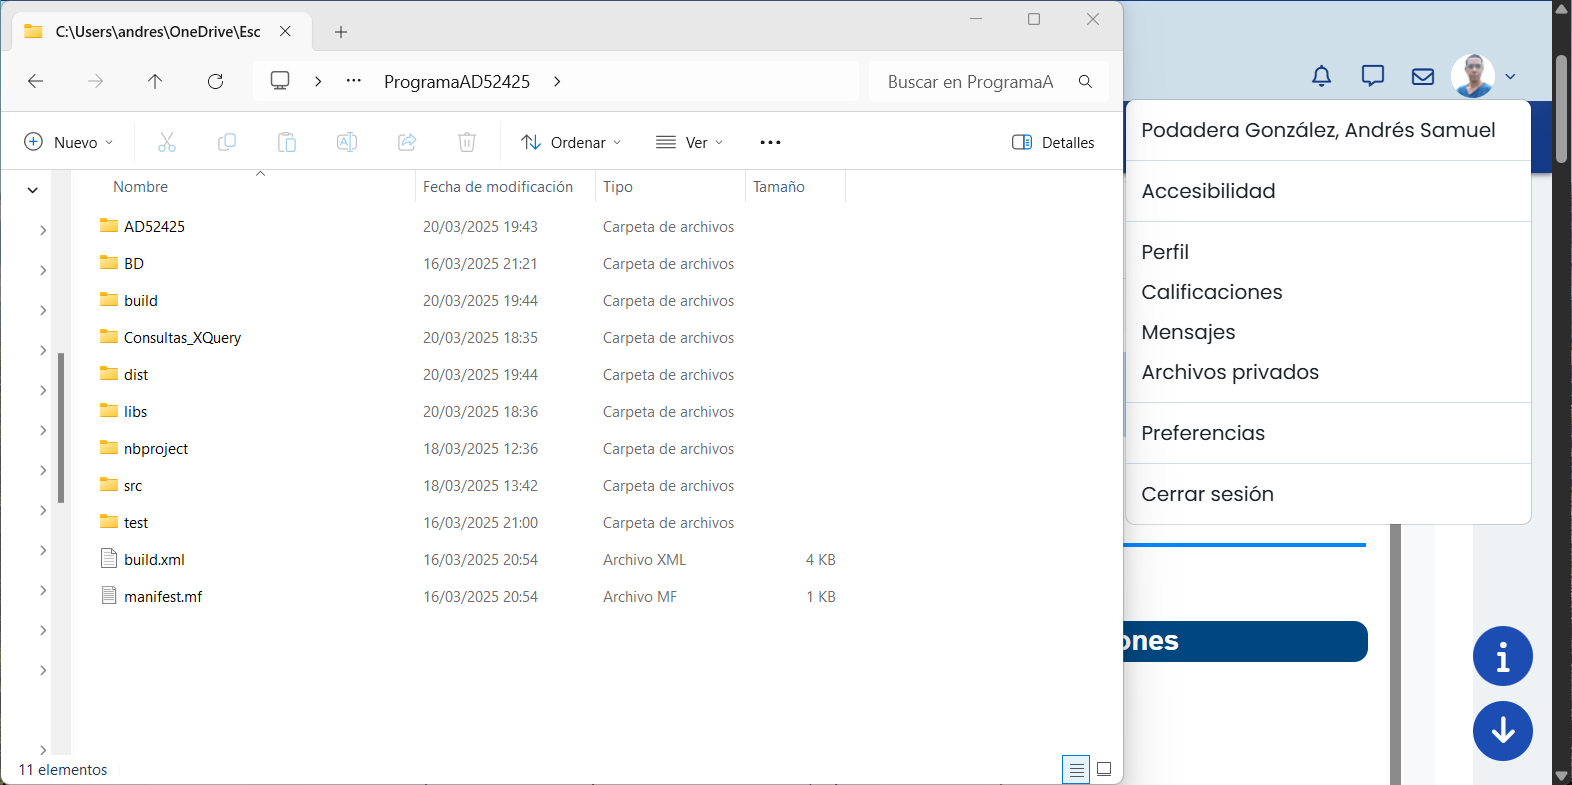 C:\Users\andres\OneDrive\Esc
ProgramaAD52425
Buscar en ProgramaA
Nuevo
Ordenar
Ver
Detalles
Nombre Fecha de modificación Tipo Tamaño
AD52425 20/03/2025 19:43 Carpeta de archivos
BD 16/03/2025 21:21 Carpeta de archivos
build 20/03/2025 19:44 Carpeta de archivos
Consultas_XQuery 20/03/2025 18:35 Carpeta de archivos
dist 20/03/2025 19:44 Carpeta de archivos
libs 20/03/2025 18:36 Carpeta de archivos
nbproject 18/03/2025 12:36 Carpeta de archivos
src 18/03/2025 13:42 Carpeta de archivos
test 16/03/2025 21:00 Carpeta de archivos
build.xml 16/03/2025 20:54 Archivo XML 4 KB
manifest.mf 16/03/2025 20:54 Archivo MF 1 KB
11 elementos
Podadera González, Andrés Samuel
Accesibilidad
Perfil
Calificaciones
Mensajes
Archivos privados
Preferencias
Cerrar sesión
ones